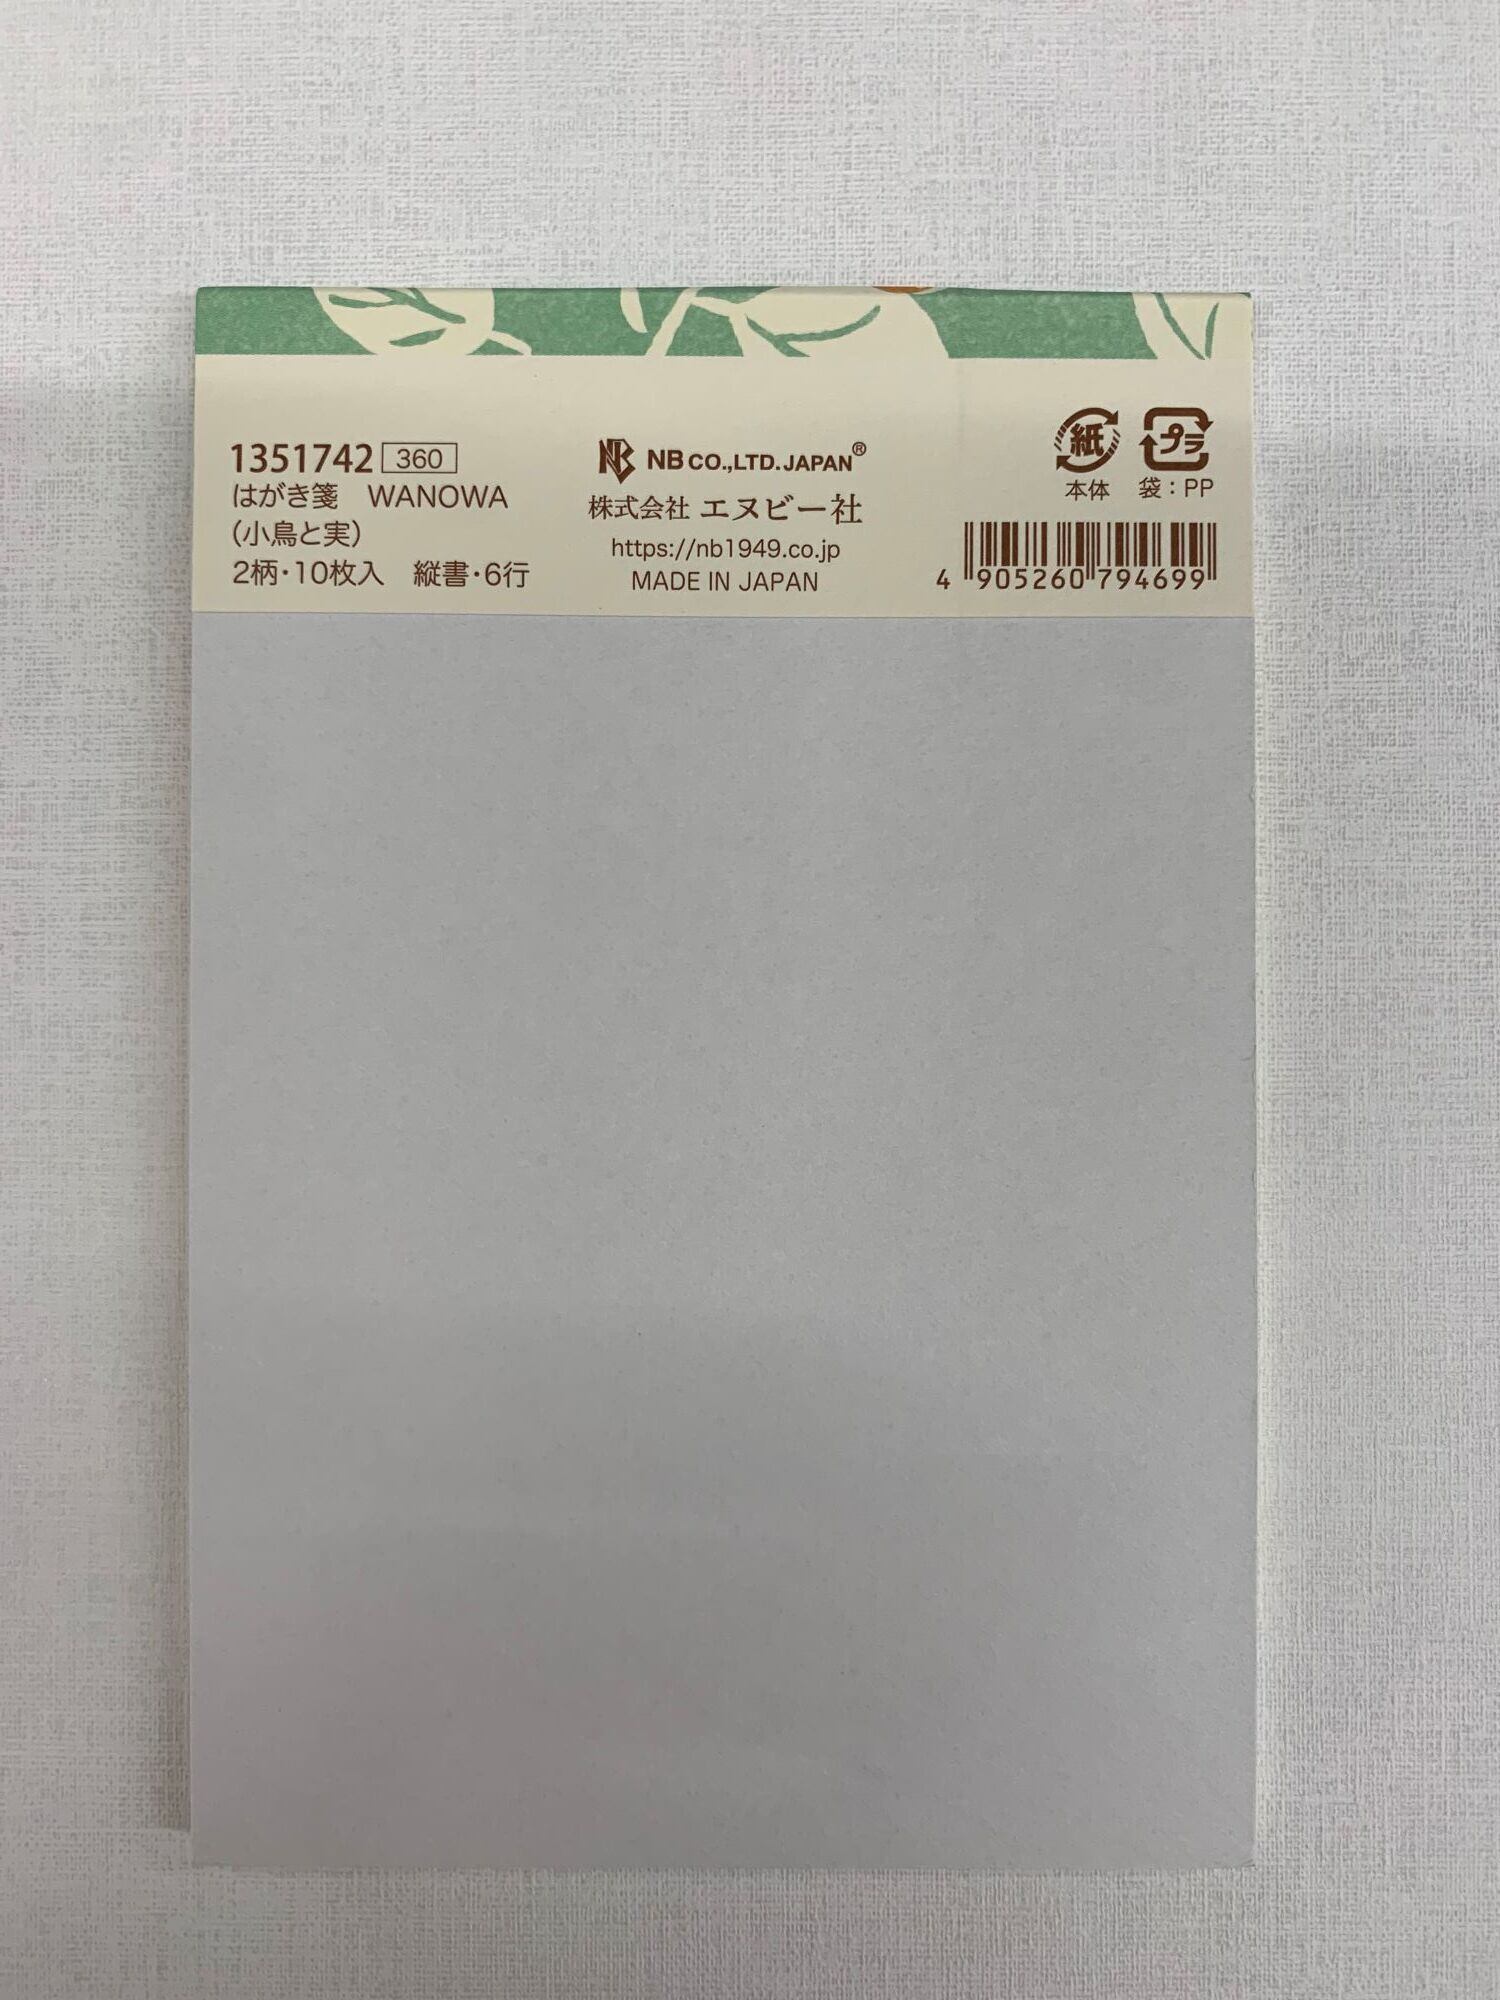 1351742 360
はがき箋 WANOWA
(小鳥と実)
2柄・10枚入 縦書・6行
NB NB CO.,LTD. JAPAN®
株式会社 エヌビー社
https://nb1949.co.jp
MADE IN JAPAN
紙 プラ
本体 袋：PP
4 905260 794699